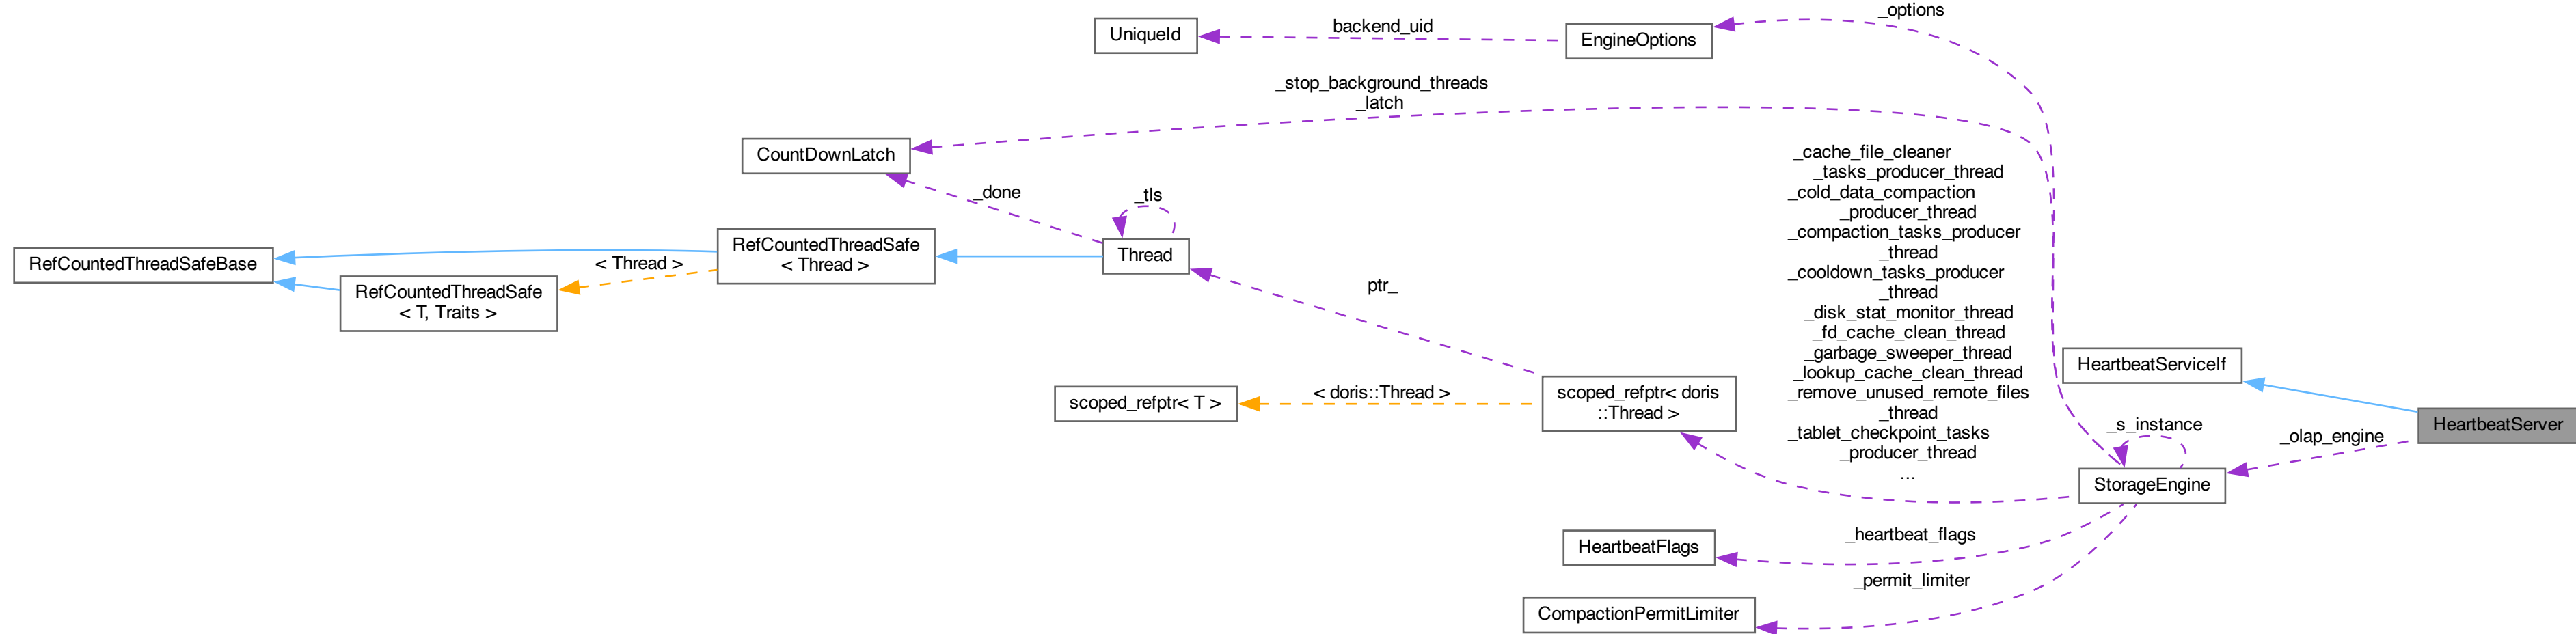 _options
UniqueId
backend_uid
EngineOptions
_stop_background_threads
_latch
CountDownLatch
_cache_file_cleaner
_tasks_producer_thread
_cold_data_compaction
_producer_thread
_compaction_tasks_producer
_thread
_cooldown_tasks_producer
_thread
_disk_stat_monitor_thread
_fd_cache_clean_thread
_garbage_sweeper_thread
_lookup_cache_clean_thread
_remove_unused_remote_files
_thread
_tablet_checkpoint_tasks
_producer_thread
...
_done
_tls
RefCountedThreadSafe
< Thread >
Thread
RefCountedThreadSafeBase
< Thread >
RefCountedThreadSafe
< T, Traits >
ptr_
HeartbeatServiceIf
scoped_refptr< T >
< doris::Thread >
scoped_refptr< doris
::Thread >
_s_instance
_olap_engine
HeartbeatServer
StorageEngine
_heartbeat_flags
HeartbeatFlags
_permit_limiter
CompactionPermitLimiter